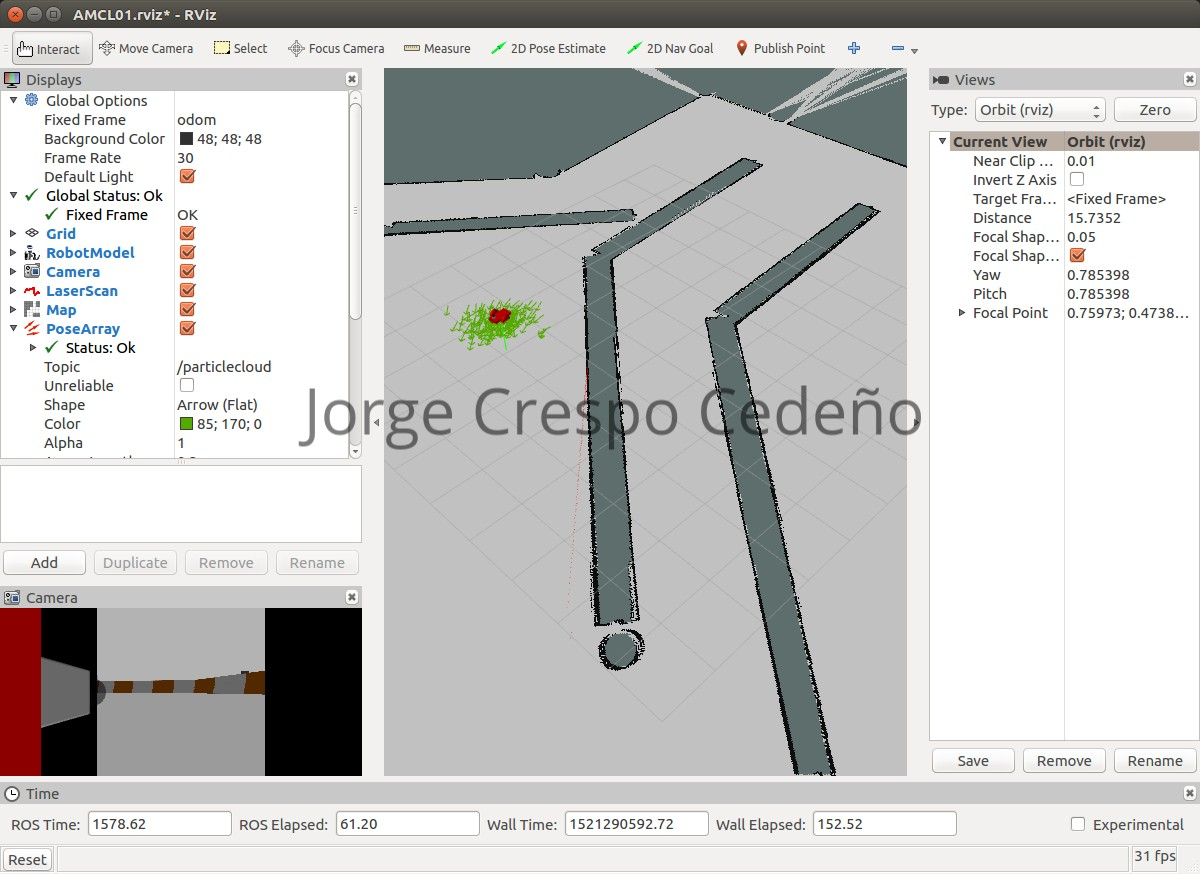 AMCL01.rviz* - RViz
Interact Move Camera Select Focus Camera Measure 2D Pose Estimate 2D Nav Goal Publish Point
Displays
Global Options
Fixed Frame odom
Background Color 48; 48; 48
Frame Rate 30
Default Light
Global Status: Ok
Fixed Frame OK
Grid
RobotModel
Camera
LaserScan
Map
PoseArray
Status: Ok
Topic /particlecloud
Unreliable
Shape Arrow (Flat)
Color 85; 170; 0
Alpha 1
Add Duplicate Remove Rename
Camera
Jorge Crespo Cedeño
Views
Type: Orbit (rviz) Zero
Current View Orbit (rviz)
Near Clip ... 0.01
Invert Z Axis
Target Fra... <Fixed Frame>
Distance 15.7352
Focal Shap... 0.05
Focal Shap...
Yaw 0.785398
Pitch 0.785398
Focal Point 0.75973; 0.4738...
Save Remove Rename
Time
ROS Time: 1578.62 ROS Elapsed: 61.20 Wall Time: 1521290592.72 Wall Elapsed: 152.52 Experimental
Reset 31 fps